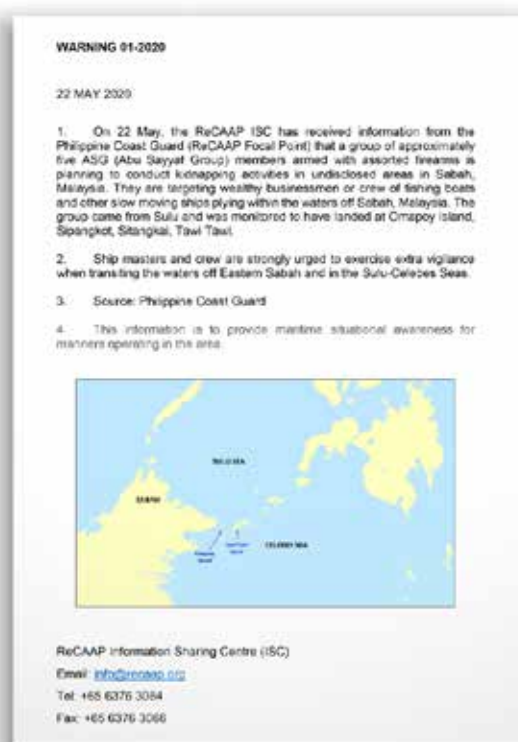 WARNING 01-2020
22 MAY 2020
1. On 22 May, the ReCAAP ISC has received information from the
Philippine Coast Guard (ReCAAP Focal Point) that a group of approximately
five ASG (Abu Sayyaf Group) members armed with assorted firearms is
planning to conduct kidnapping activities in undisclosed areas in Sabah,
Malaysia. They are targeting wealthy businessmen or crew of fishing boats
and other slow moving ships plying within the waters off Sabah, Malaysia. The
group came from Sulu and was monitored to have landed at Omapoy Island,
Sipangkot, Sitangkai, Tawi Tawi.
2. Ship masters and crew are strongly urged to exercise extra vigilance
when transiting the waters off Eastern Sabah and in the Sulu-Celebes Seas.
3. Source: Philippine Coast Guard
4. This information is to provide maritime situational awareness for
mariners operating in the area.
SULU SEA
SABAH
CELEBES SEA
ReCAAP Information Sharing Centre (ISC)
Email: info@recaap.org
Tel: +65 6376 3084
Fax: +65 6376 3066